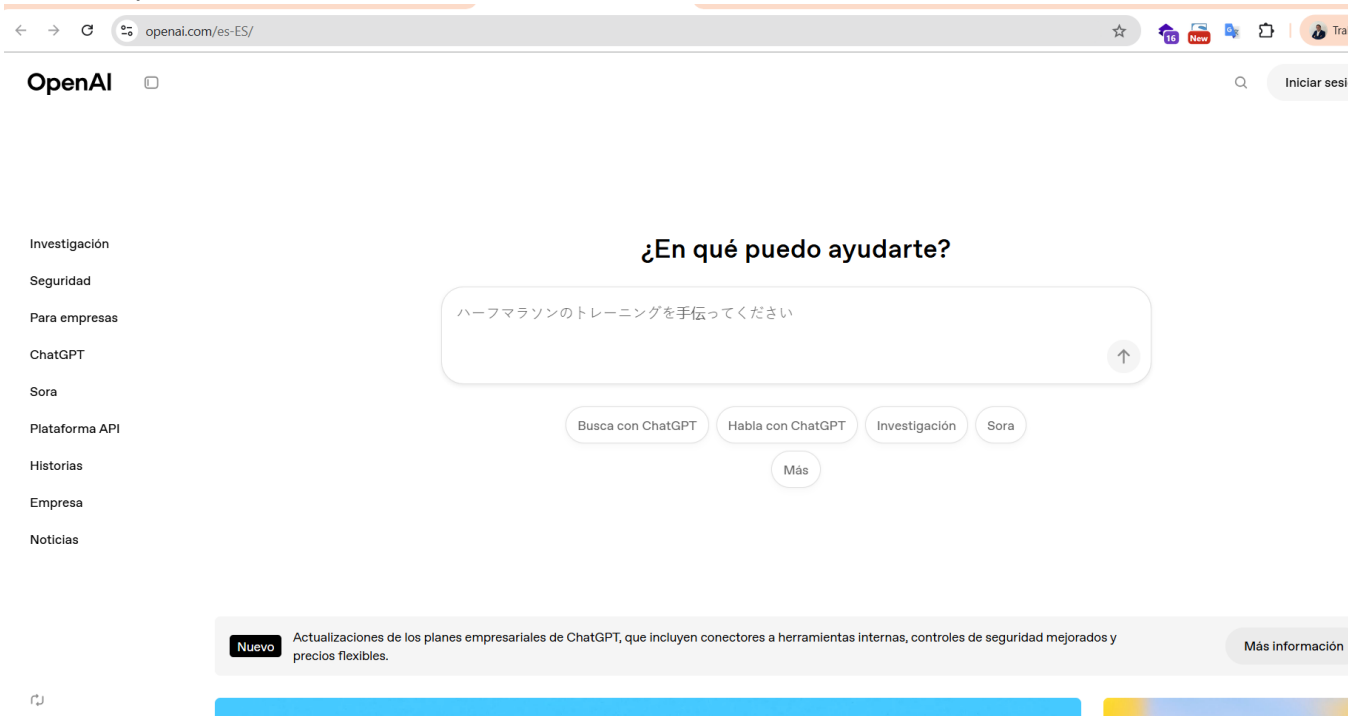 openai.com/es-ES/
16
New
OpenAI
Iniciar
Investigación
Seguridad
Para empresas
ChatGPT
Sora
Plataforma API
Historias
Empresa
Noticias
¿En qué puedo ayudarte?
ハーフマラソンのトレーニングを手伝ってください
Busca con ChatGPT
Habla con ChatGPT
Investigación
Sora
Más
Nuevo
Actualizaciones de los planes empresariales de ChatGPT, que incluyen conectores a herramientas internas, controles de seguridad mejorados y
precios flexibles.
Más información